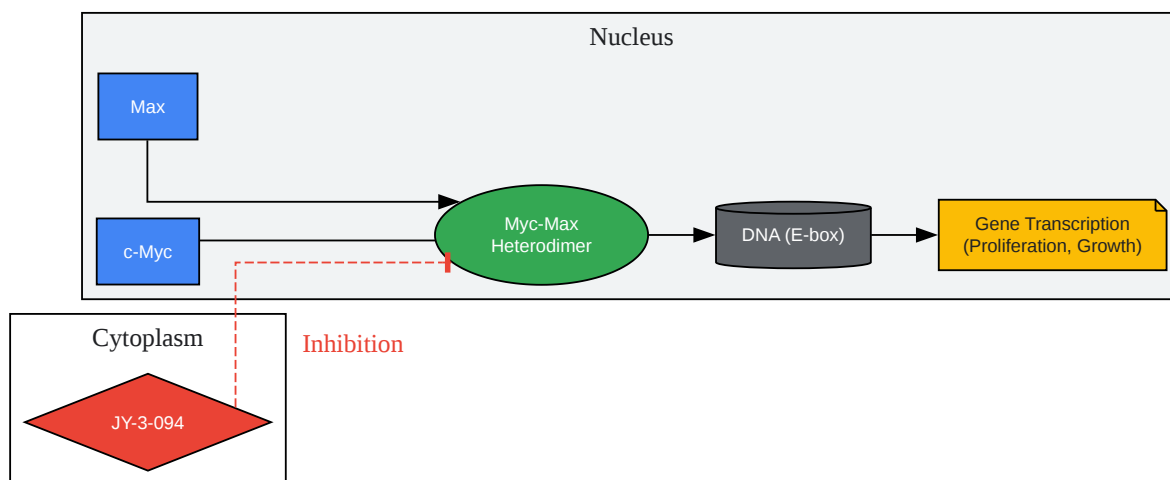 Nucleus
Max
c-Myc
Myc-Max
Heterodimer
DNA (E-box)
Gene Transcription
(Proliferation, Growth)
Cytoplasm
Inhibition
JY-3-094